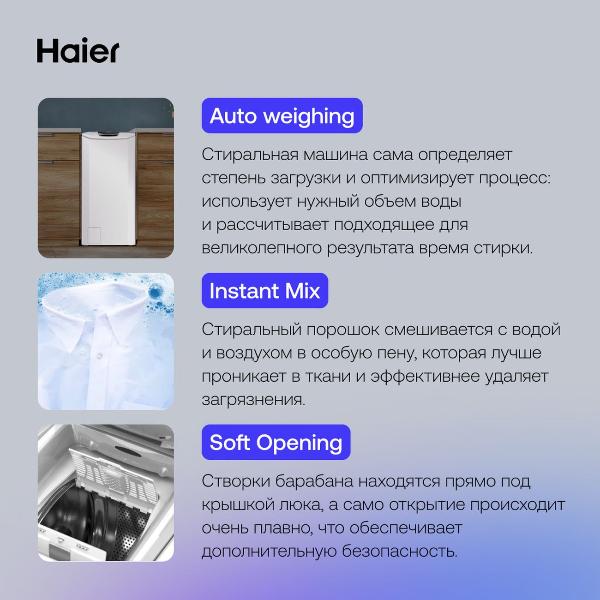 Haier
Auto weighing
Стиральная машина сама определяет
степень загрузки и оптимизирует процесс:
использует нужный объем воды
и рассчитывает подходящее для
великолепного результата время стирки.
Instant Mix
Стиральный порошок смешивается с водой
и воздухом в особую пену, которая лучше
проникает в ткани и эффективнее удаляет
загрязнения.
Soft Opening
Створки барабана находятся прямо под
крышкой люка, а само открытие происходит
очень плавно, что обеспечивает
дополнительную безопасность.